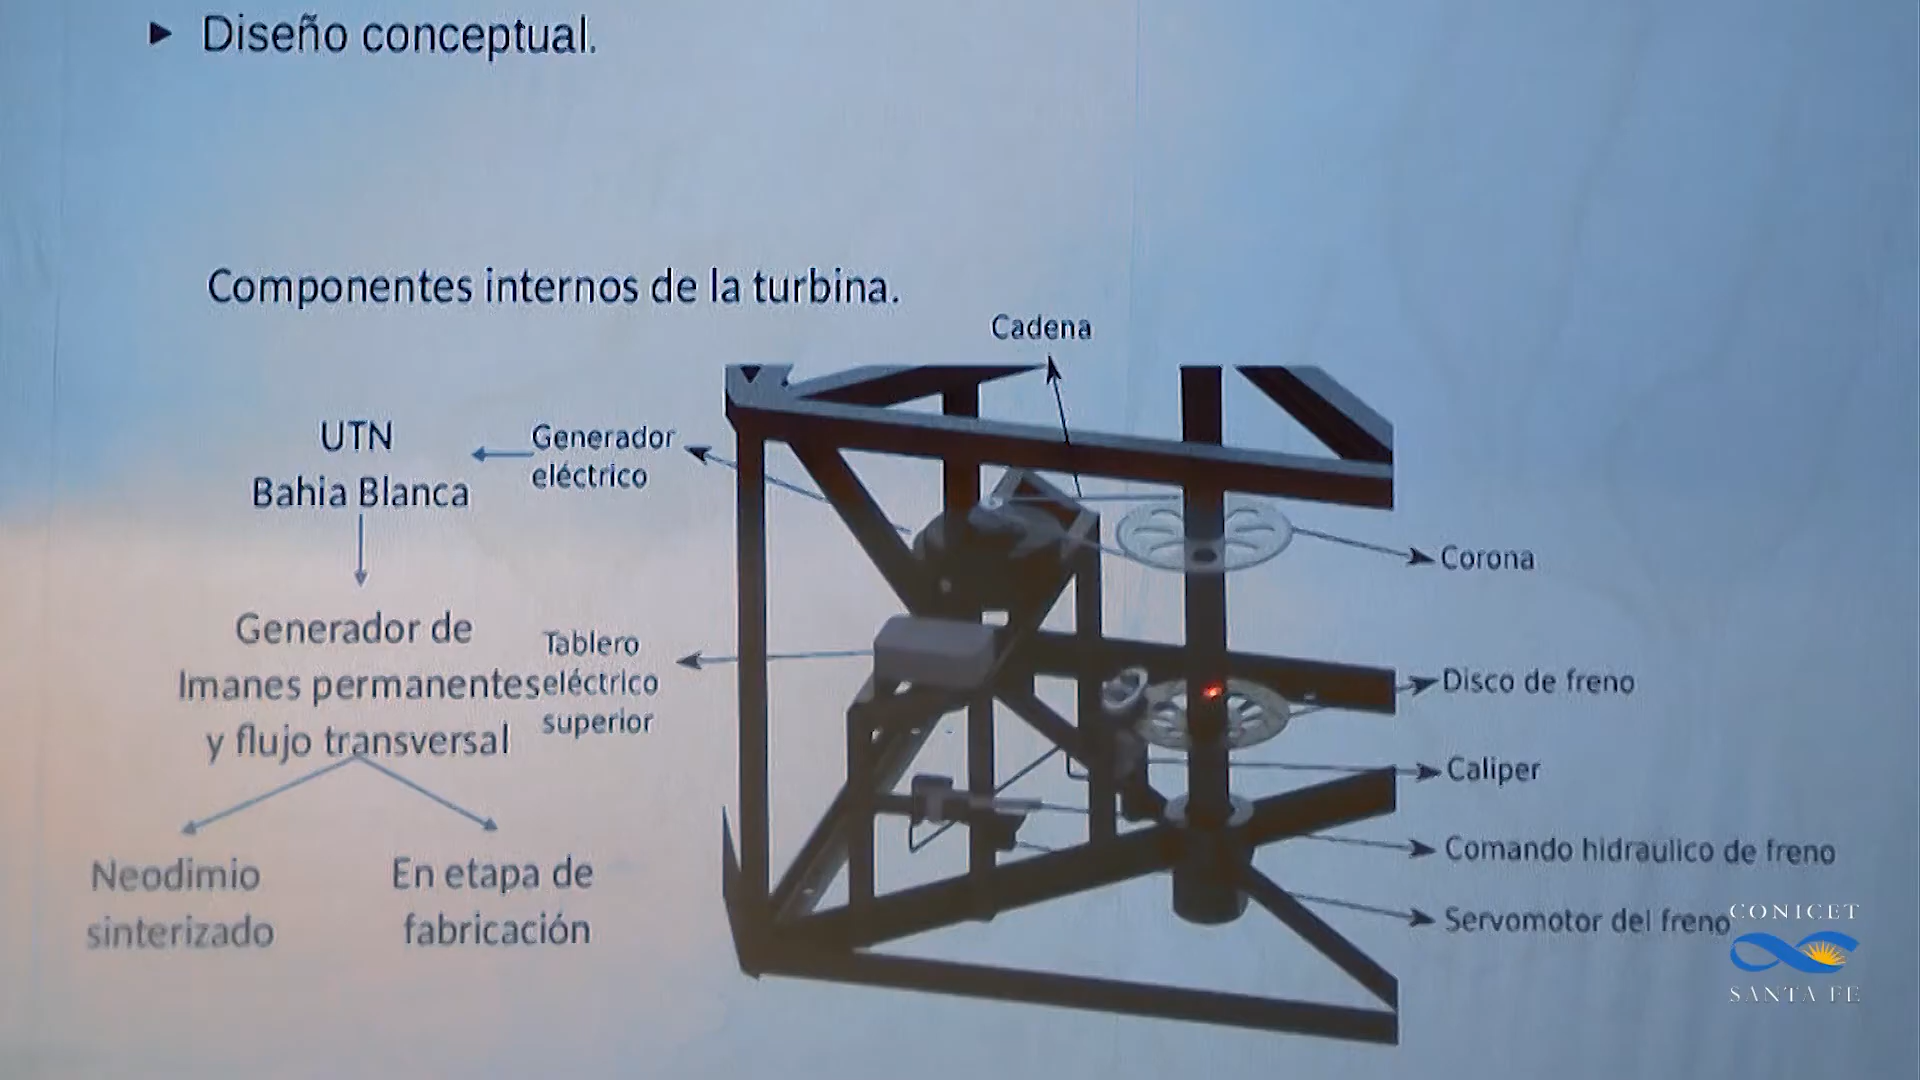 Diseño conceptual.
Componentes internos de la turbina.
Cadena
UTN
Bahia Blanca
Generador
eléctrico
Corona
Generador de
Imanes permanentes
y flujo transversal
Tablero
eléctrico
superior
Disco de freno
Caliper
Comando hidraulico de freno
Servomotor del freno
Neodimio
sinterizado
En etapa de
fabricación
CONICET
SANTA FE